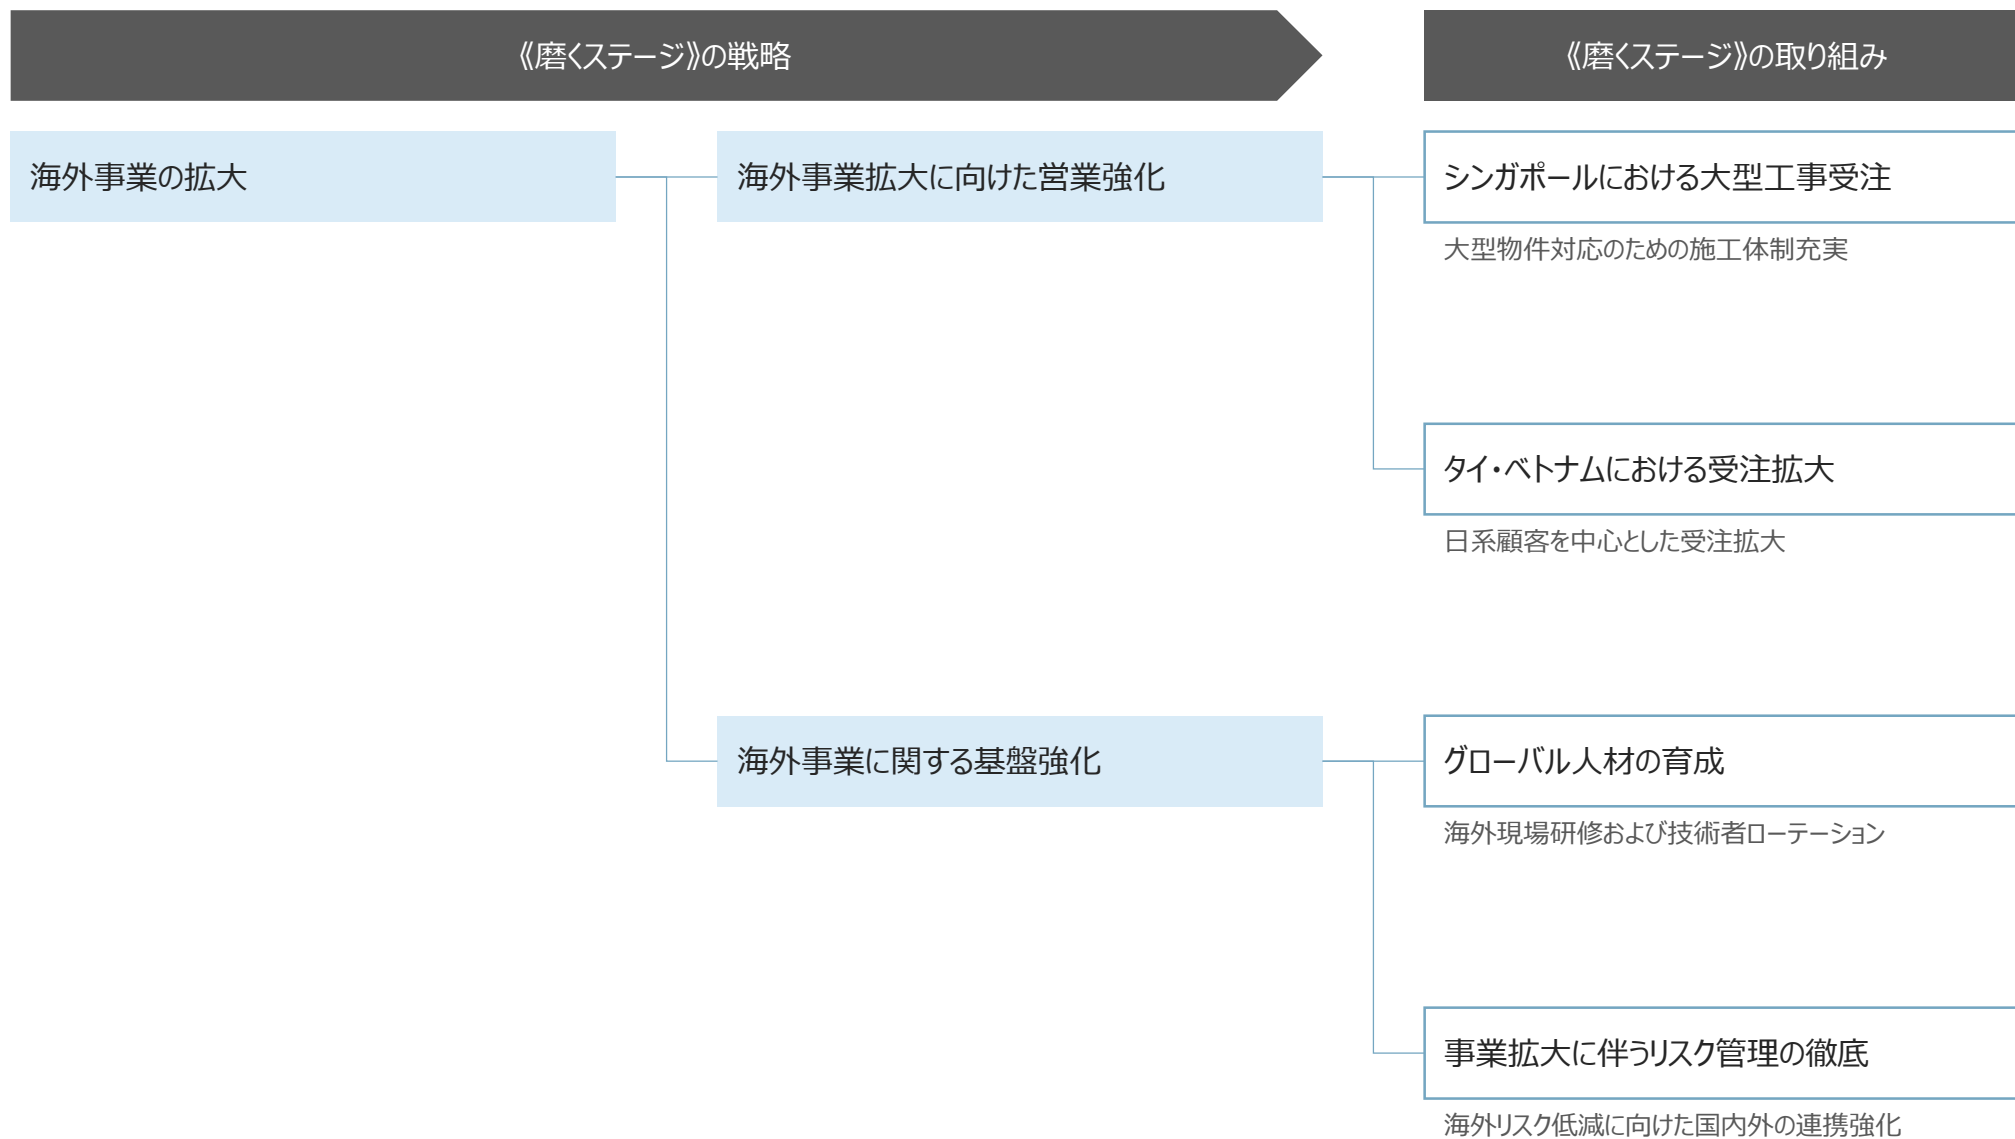 《磨くステージ》の戦略
《磨くステージ》の取り組み
海外事業の拡大
海外事業拡大に向けた営業強化
シンガポールにおける大型工事受注
大型物件対応のための施工体制充実
タイ・ベトナムにおける受注拡大
日系顧客を中心とした受注拡大
海外事業に関する基盤強化
グローバル人材の育成
海外現場研修および技術者ローテーション
事業拡大に伴うリスク管理の徹底
海外リスク低減に向けた国内外の連携強化